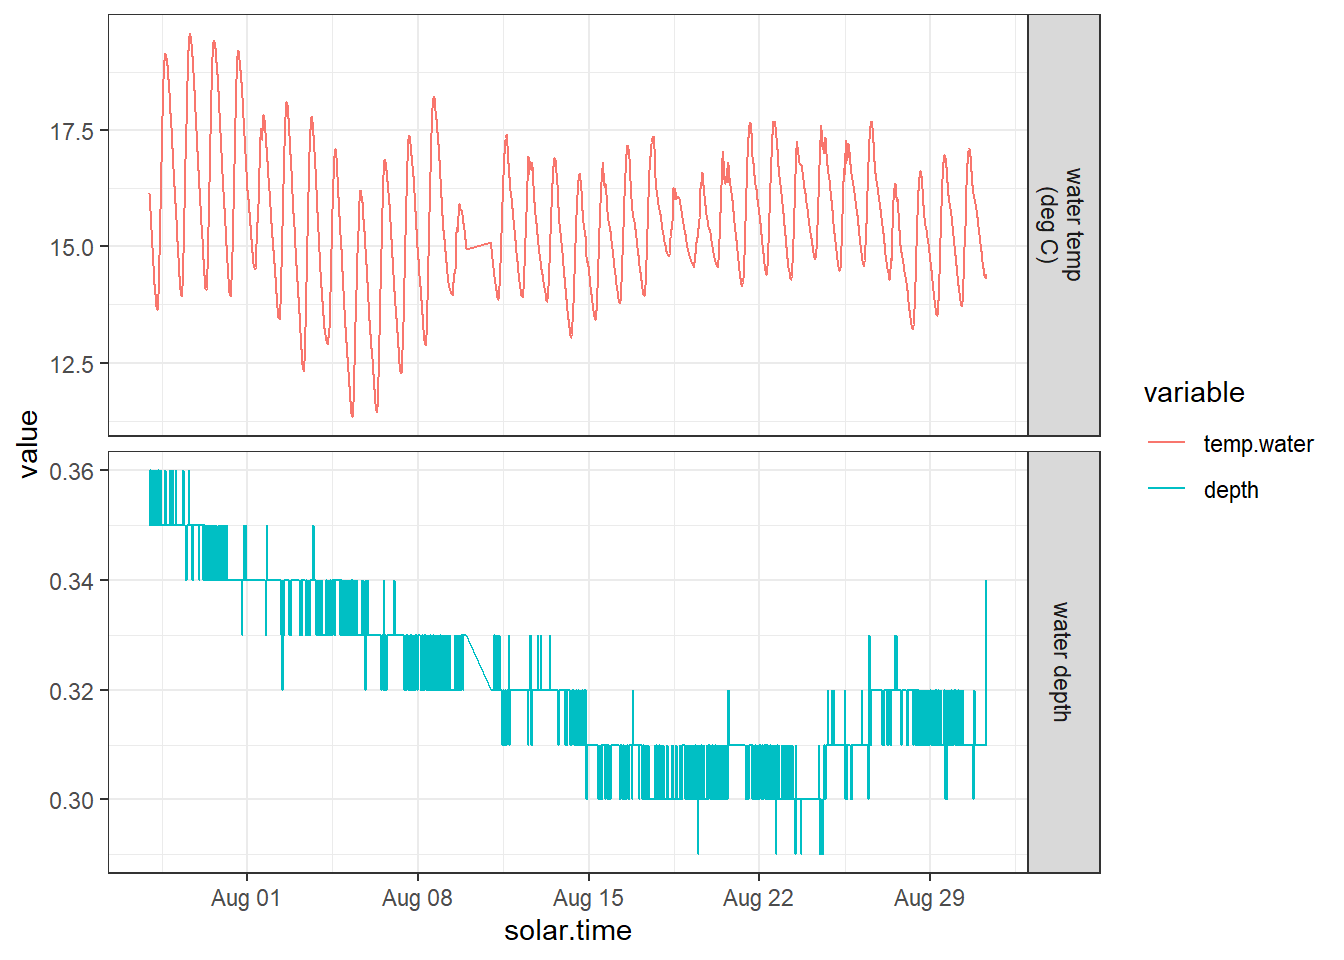 17.5
15.0
12.5
water temp
(deg C)
value
0.36
0.34
0.32
0.30
water depth
Aug 01
Aug 08
Aug 15
Aug 22
Aug 29
solar.time
variable
temp.water
depth